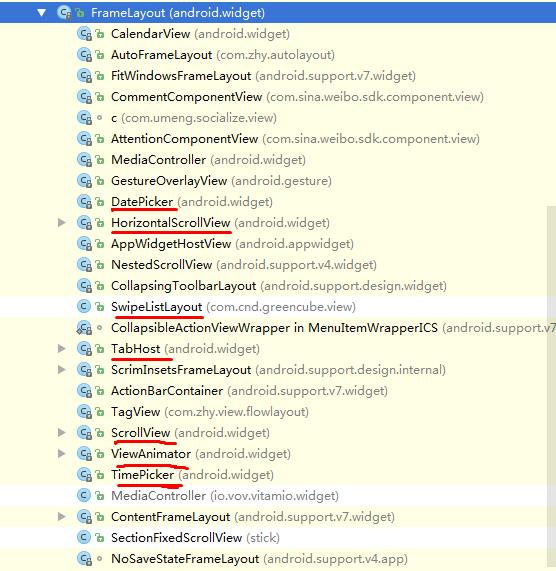 FrameLayout (android.widget)
CalendarView (android.widget)
AutoFrameLayout (com.zhy.autolayout)
FitWindowsFrameLayout (android.support.v7.widget)
CommentComponentView (com.sina.weibo.sdk.component.view)
c (com.umeng.socialize.view)
AttentionComponentView (com.sina.weibo.sdk.component.view)
MediaController (android.widget)
GestureOverlayView (android.gesture)
DatePicker (android.widget)
HorizontalScrollView (android.widget)
AppWidgetHostView (android.appwidget)
NestedScrollView (android.support.v4.widget)
CollapsingToolbarLayout (android.support.design.widget)
SwipeListLayout (com.cnd.greencube.view)
CollapsibleActionViewWrapper in MenuItemWrapperICS (android.support.v7
TabHost (android.widget)
ScrimInsetsFrameLayout (android.support.design.internal)
ActionBarContainer (android.support.v7.widget)
TagView (com.zhy.view.flowlayout)
ScrollView (android.widget)
ViewAnimator (android.widget)
TimePicker (android.widget)
MediaController (io.vov.vitamio.widget)
ContentFrameLayout (android.support.v7.widget)
SectionFixedScrollView (stick)
NoSaveStateFrameLayout (android.support.v4.app)